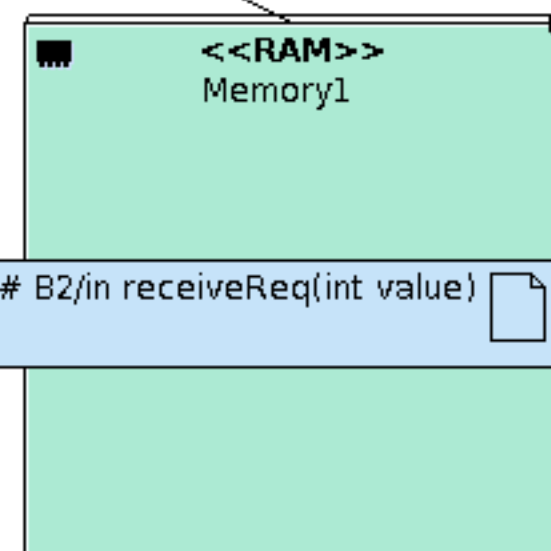 <<RAM>>
Memory1
# B2/in receiveReq(int value)